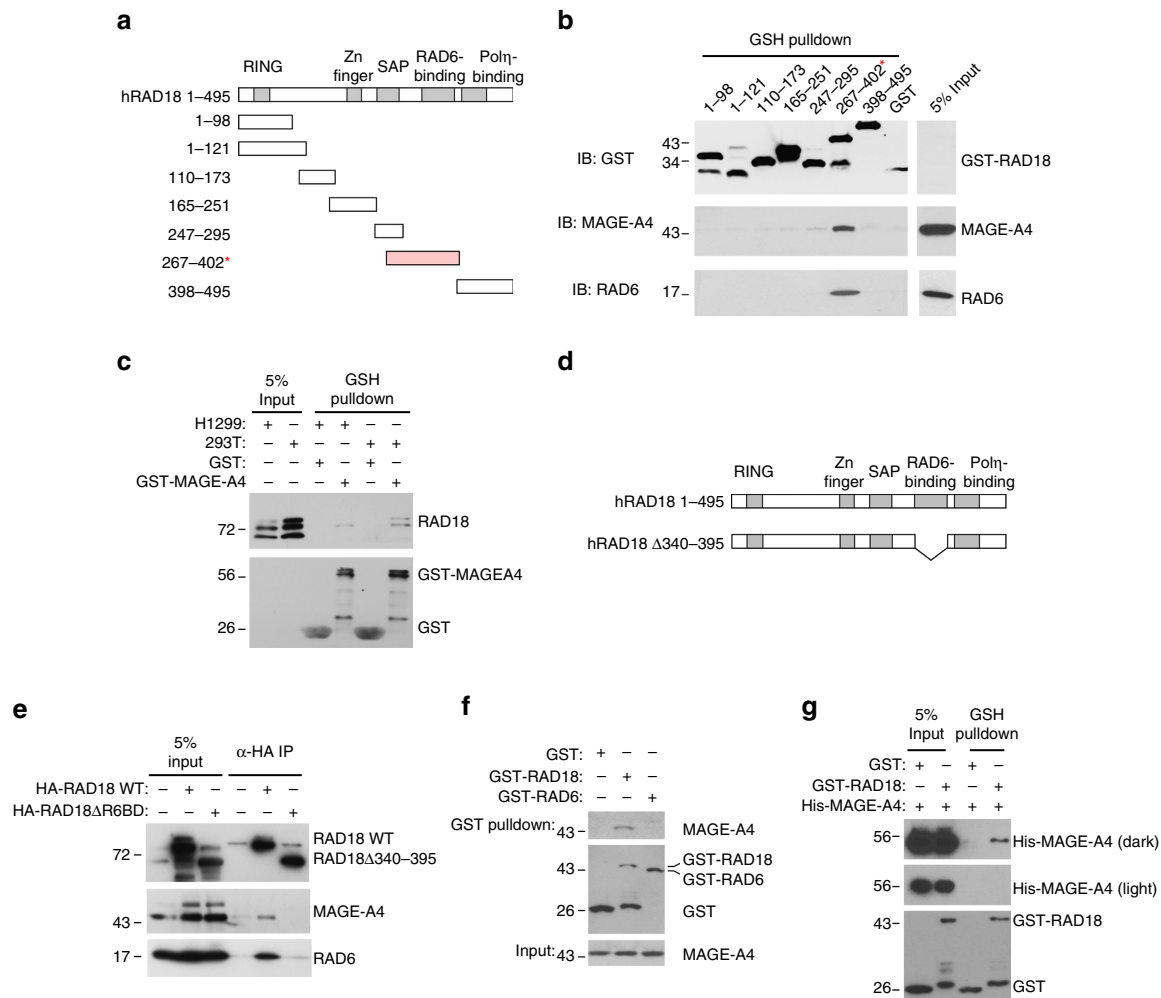 a
RING
Zn finger
SAP
RAD6-binding
Polη-binding
hRAD18 1–495
1–98
1–121
110–173
165–251
247–295
267–402*
398–495
b
GSH pulldown
1–98
1–121
110–173
165–251
247–295
267–402*
398–495
GST
5% Input
IB: GST
43
34
GST-RAD18
IB: MAGE-A4
43
MAGE-A4
IB: RAD6
17
RAD6
c
5% Input
GSH pulldown
H1299: + – + + – –
293T: – + – – + +
GST: – – + – + –
GST-MAGE-A4: – – – + – +
72
RAD18
56
GST-MAGEA4
26
GST
d
RING
Zn finger
SAP
RAD6-binding
Polη-binding
hRAD18 1–495
hRAD18 Δ340–395
e
5% input
α-HA IP
HA-RAD18 WT: – + – – + –
HA-RAD18ΔR6BD: – – + – – +
72
RAD18 WT
RAD18Δ340–395
43
MAGE-A4
17
RAD6
f
GST: + – –
GST-RAD18: – + –
GST-RAD6: – – +
GST pulldown: 43
MAGE-A4
43
GST-RAD18
GST-RAD6
26
GST
Input: 43
MAGE-A4
g
5% Input
GSH pulldown
GST: + – + –
GST-RAD18: – + – +
His-MAGE-A4: + + + +
56
His-MAGE-A4 (dark)
56
His-MAGE-A4 (light)
43
GST-RAD18
26
GST